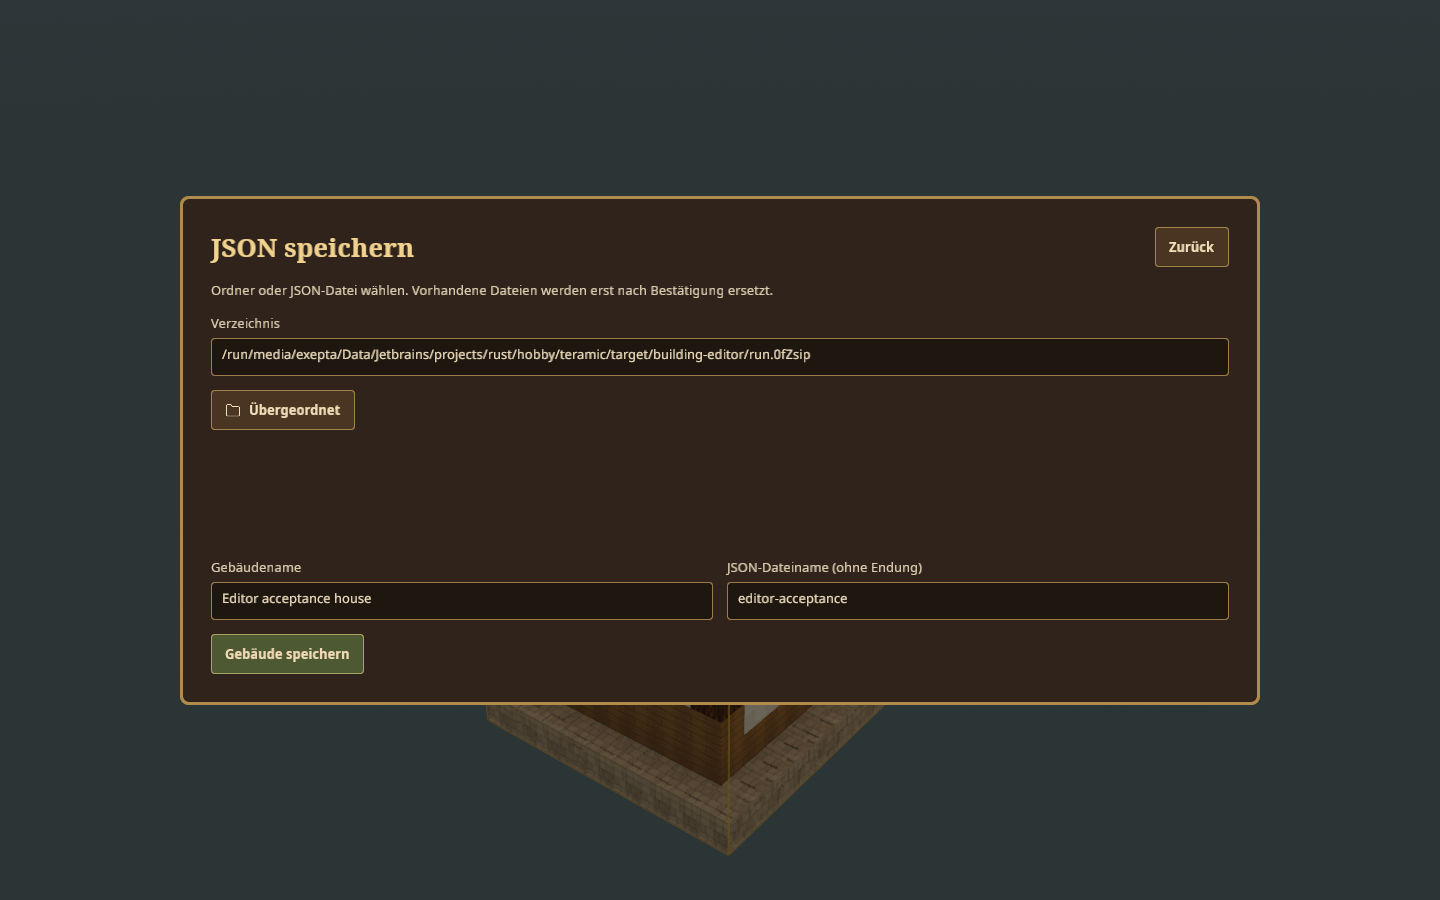 JSON speichern
Zurück
Ordner oder JSON-Datei wählen. Vorhandene Dateien werden erst nach Bestätigung ersetzt.
Verzeichnis
/run/media/exepta/Data/Jetbrains/projects/rust/hobby/teramic/target/building-editor/run.0fZsip
Übergeordnet
Gebäudename
JSON-Dateiname (ohne Endung)
Editor acceptance house
editor-acceptance
Gebäude speichern